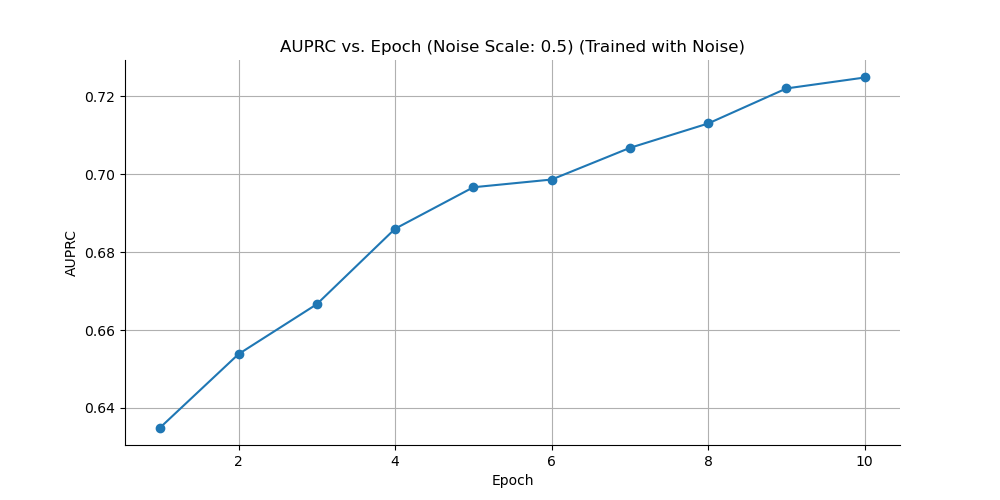 AUPRC vs. Epoch (Noise Scale: 0.5) (Trained with Noise)
0.72
0.70
0.68
0.66
0.64
AUPRC
2 4 6 8 10
Epoch